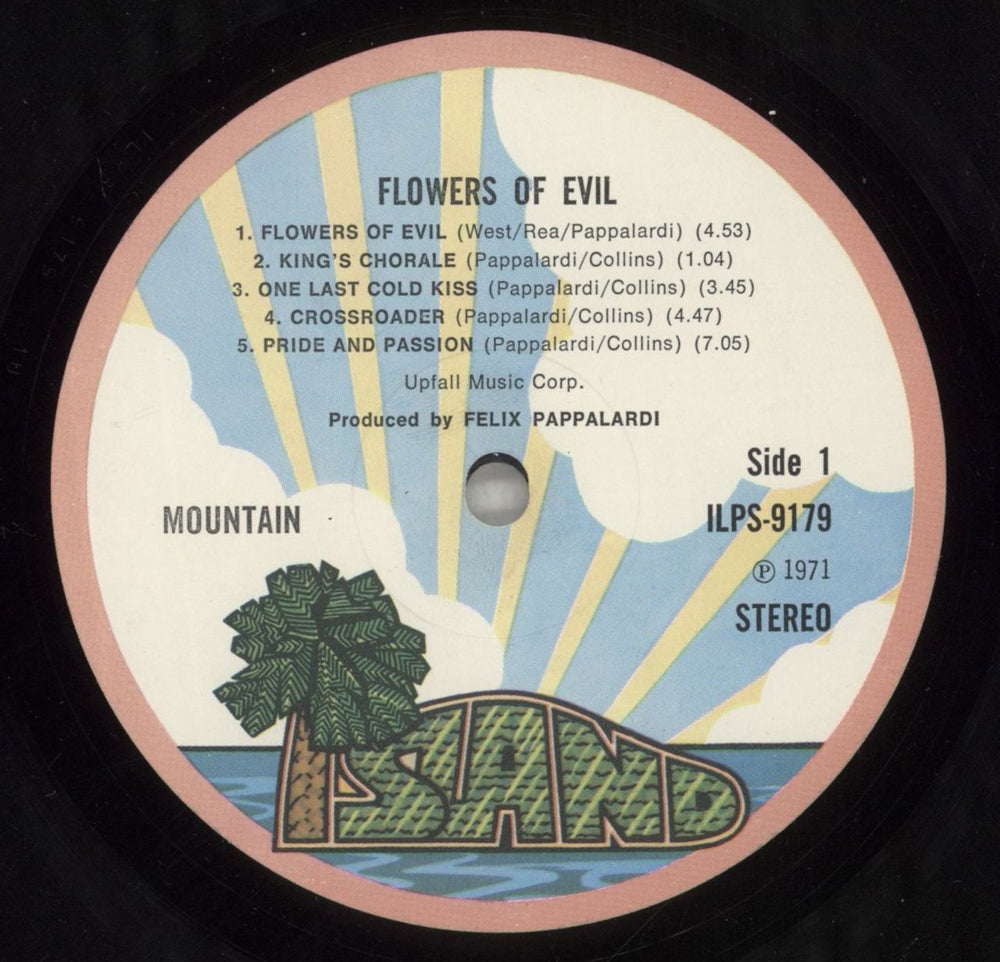 FLOWERS OF EVIL
1. FLOWERS OF EVIL (West/Rea/Pappalardi) (4.53)
2. KING'S CHORALE (Pappalardi/Collins) (1.04)
3. ONE LAST COLD KISS (Pappalardi/Collins) (3.45)
4. CROSSROADER (Pappalardi/Collins) (4.47)
5. PRIDE AND PASSION (Pappalardi/Collins) (7.05)
Upfall Music Corp.
Produced by FELIX PAPPALARDI
Side 1
MOUNTAIN
ILPS-9179
℗ 1971
STEREO
ISLAND